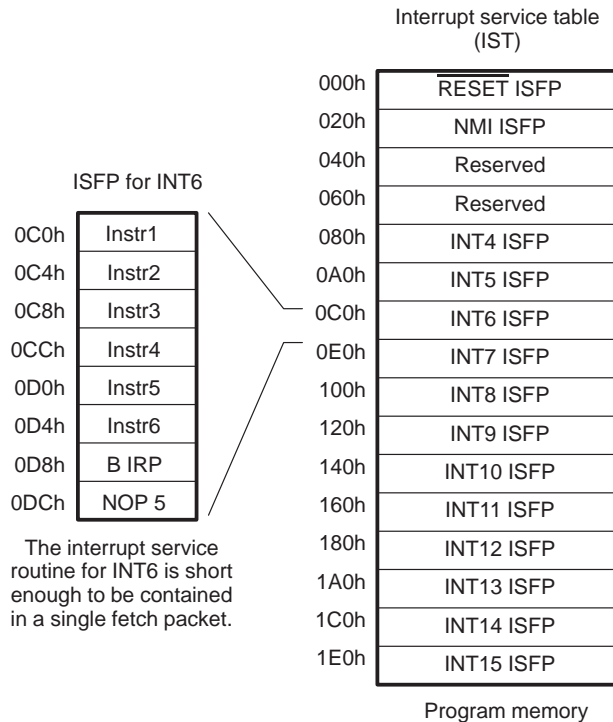 Interrupt service table
(IST)
000h RESET ISFP
020h NMI ISFP
040h Reserved
060h Reserved
080h INT4 ISFP
0A0h INT5 ISFP
0C0h INT6 ISFP
0E0h INT7 ISFP
100h INT8 ISFP
120h INT9 ISFP
140h INT10 ISFP
160h INT11 ISFP
180h INT12 ISFP
1A0h INT13 ISFP
1C0h INT14 ISFP
1E0h INT15 ISFP
Program memory
ISFP for INT6
0C0h Instr1
0C4h Instr2
0C8h Instr3
0CCh Instr4
0D0h Instr5
0D4h Instr6
0D8h B IRP
0DCh NOP 5
The interrupt service
routine for INT6 is short
enough to be contained
in a single fetch packet.